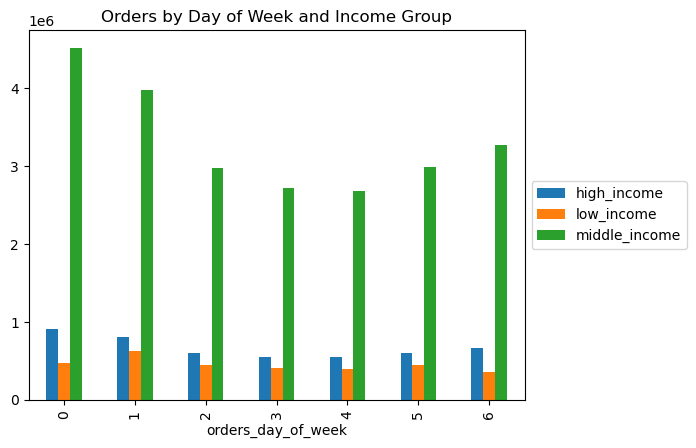 Orders by Day of Week and Income Group
1e6
4
3
2
1
0
0 1 2 3 4 5 6
orders_day_of_week
high_income
low_income
middle_income